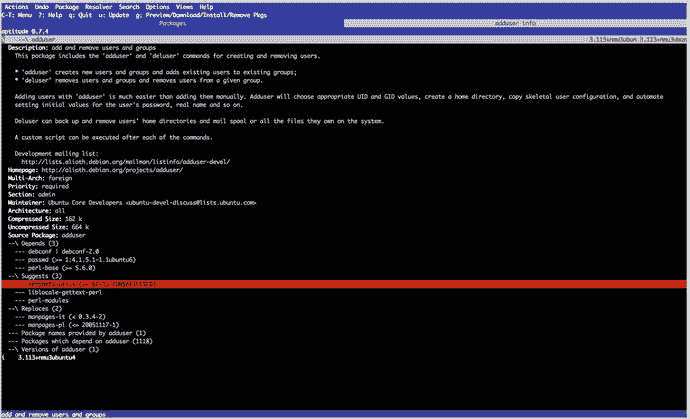 Actions Undo Package Resolver Search Options Views Help
C-T: Menu ?: Help q: Quit u: Update g: Preview/Download/Install/Remove Pkgs
Packages adduser info
aptitude 0.7.4
--\ adduser 3.113+nmu3ubun 3.113+nmu3ubun
Description: add and remove users and groups
This package includes the 'adduser' and 'deluser' commands for creating and removing users.
* 'adduser' creates new users and groups and adds existing users to existing groups;
* 'deluser' removes users and groups and removes users from a given group.
Adding users with 'adduser' is much easier than adding them manually. Adduser will choose appropriate UID and GID values, create a home directory, copy skeletal user configuration, and automate
setting initial values for the user's password, real name and so on.
Deluser can back up and remove users' home directories and mail spool or all the files they own on the system.
A custom script can be executed after each of the commands.
Development mailing list:
http://lists.alioth.debian.org/mailman/listinfo/adduser-devel/
Homepage: http://alioth.debian.org/projects/adduser/
Multi-Arch: foreign
Priority: required
Section: admin
Maintainer: Ubuntu Core Developers <ubuntu-devel-discuss@lists.ubuntu.com>
Architecture: all
Compressed Size: 162 k
Uncompressed Size: 664 k
Source Package: adduser
--\ Depends (3)
--- debconf | debconf-2.0
--- passwd (>= 1:4.1.5.1-1.1ubuntu6)
--- perl-base (>= 5.6.0)
--\ Suggests (3)
--- liblocale-gettext-perl
--- perl-modules
--\ Replaces (2)
--- manpages-it (< 0.3.4-2)
--- manpages-pl (<= 20051117-1)
--- Package names provided by adduser (1)
--- Packages which depend on adduser (1118)
--\ Versions of adduser (1)
i 3.113+nmu3ubuntu4
add and remove users and groups